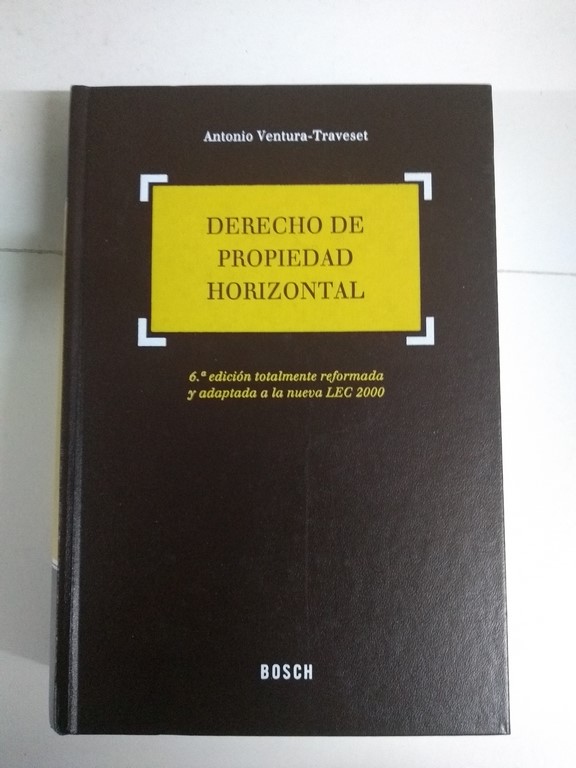 Antonio Ventura-Traveset
DERECHO DE
PROPIEDAD
HORIZONTAL
6.ª edición totalmente reformada
y adaptada a la nueva LEC 2000
BOSCH